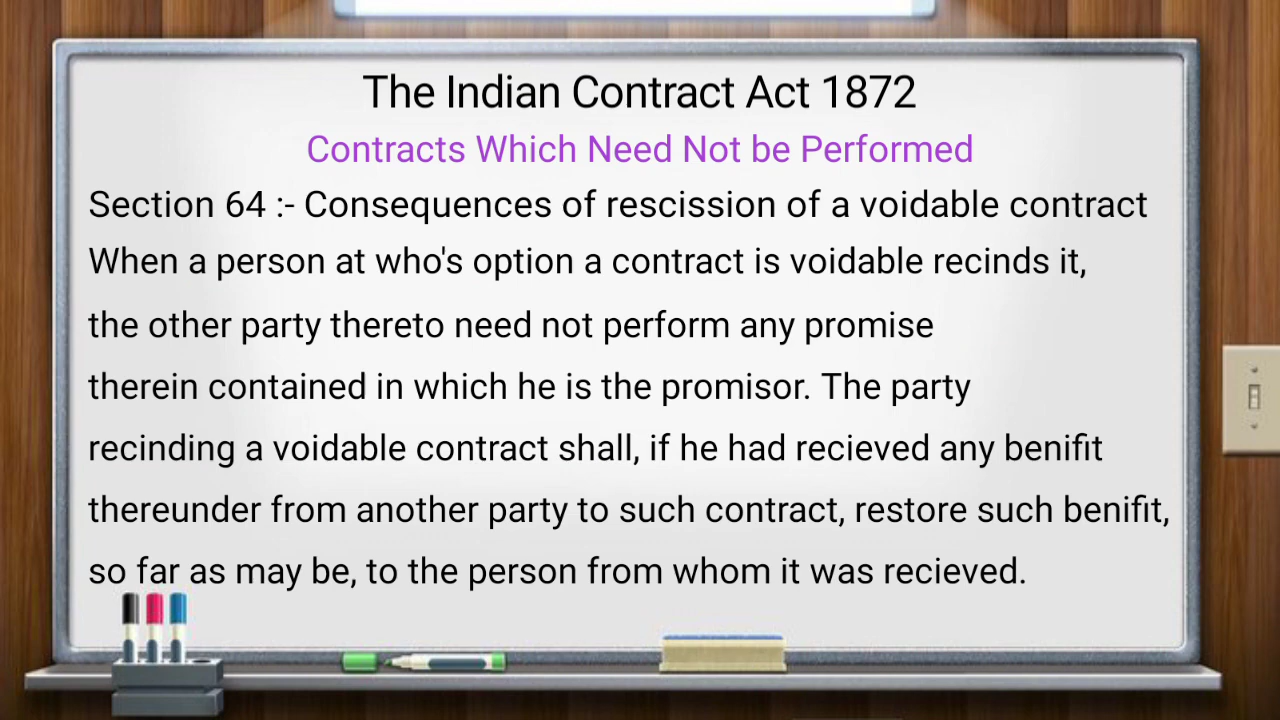 The Indian Contract Act 1872
Contracts Which Need Not be Performed
Section 64 :- Consequences of rescission of a voidable contract
When a person at who's option a contract is voidable recinds it,
the other party thereto need not perform any promise
therein contained in which he is the promisor. The party
recinding a voidable contract shall, if he had recieved any benifit
thereunder from another party to such contract, restore such benifit,
so far as may be, to the person from whom it was recieved.